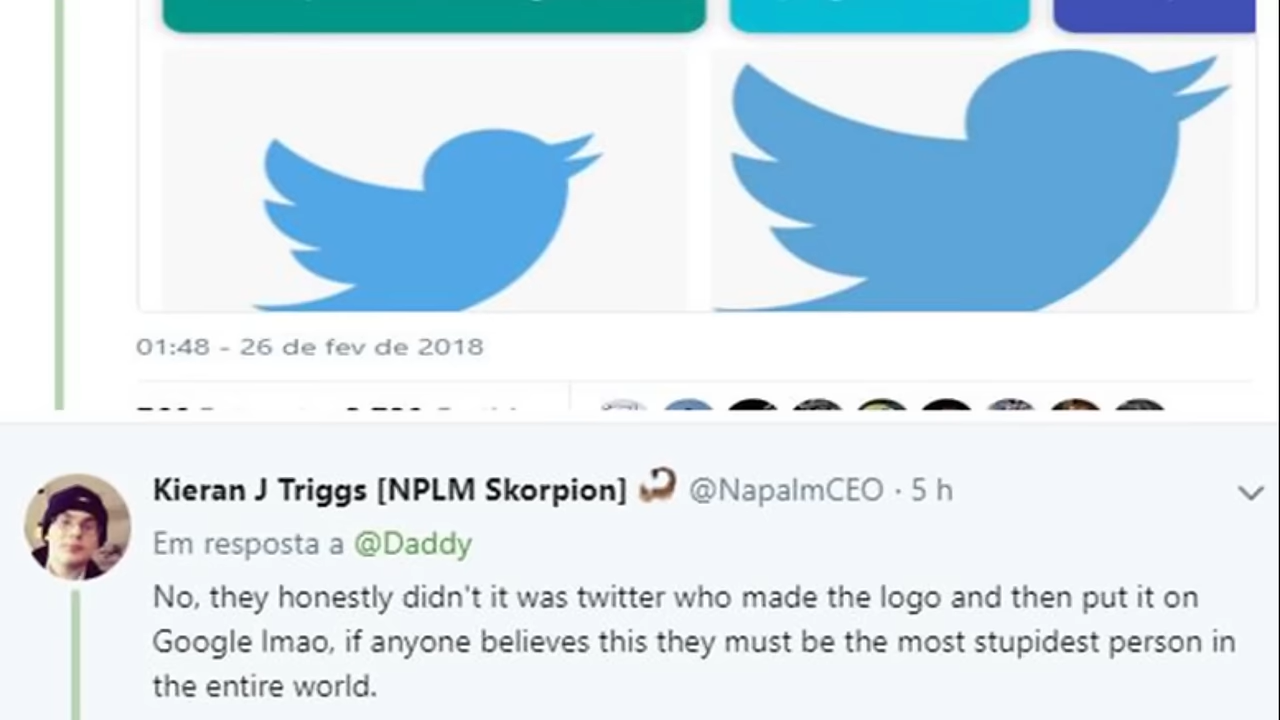 01:48 - 26 de fev de 2018
Kieran J Triggs [NPLM Skorpion] 🦂 @NapalmCEO · 5 h
Em resposta a @Daddy
No, they honestly didn't it was twitter who made the logo and then put it on
Google lmao, if anyone believes this they must be the most stupidest person in
the entire world.